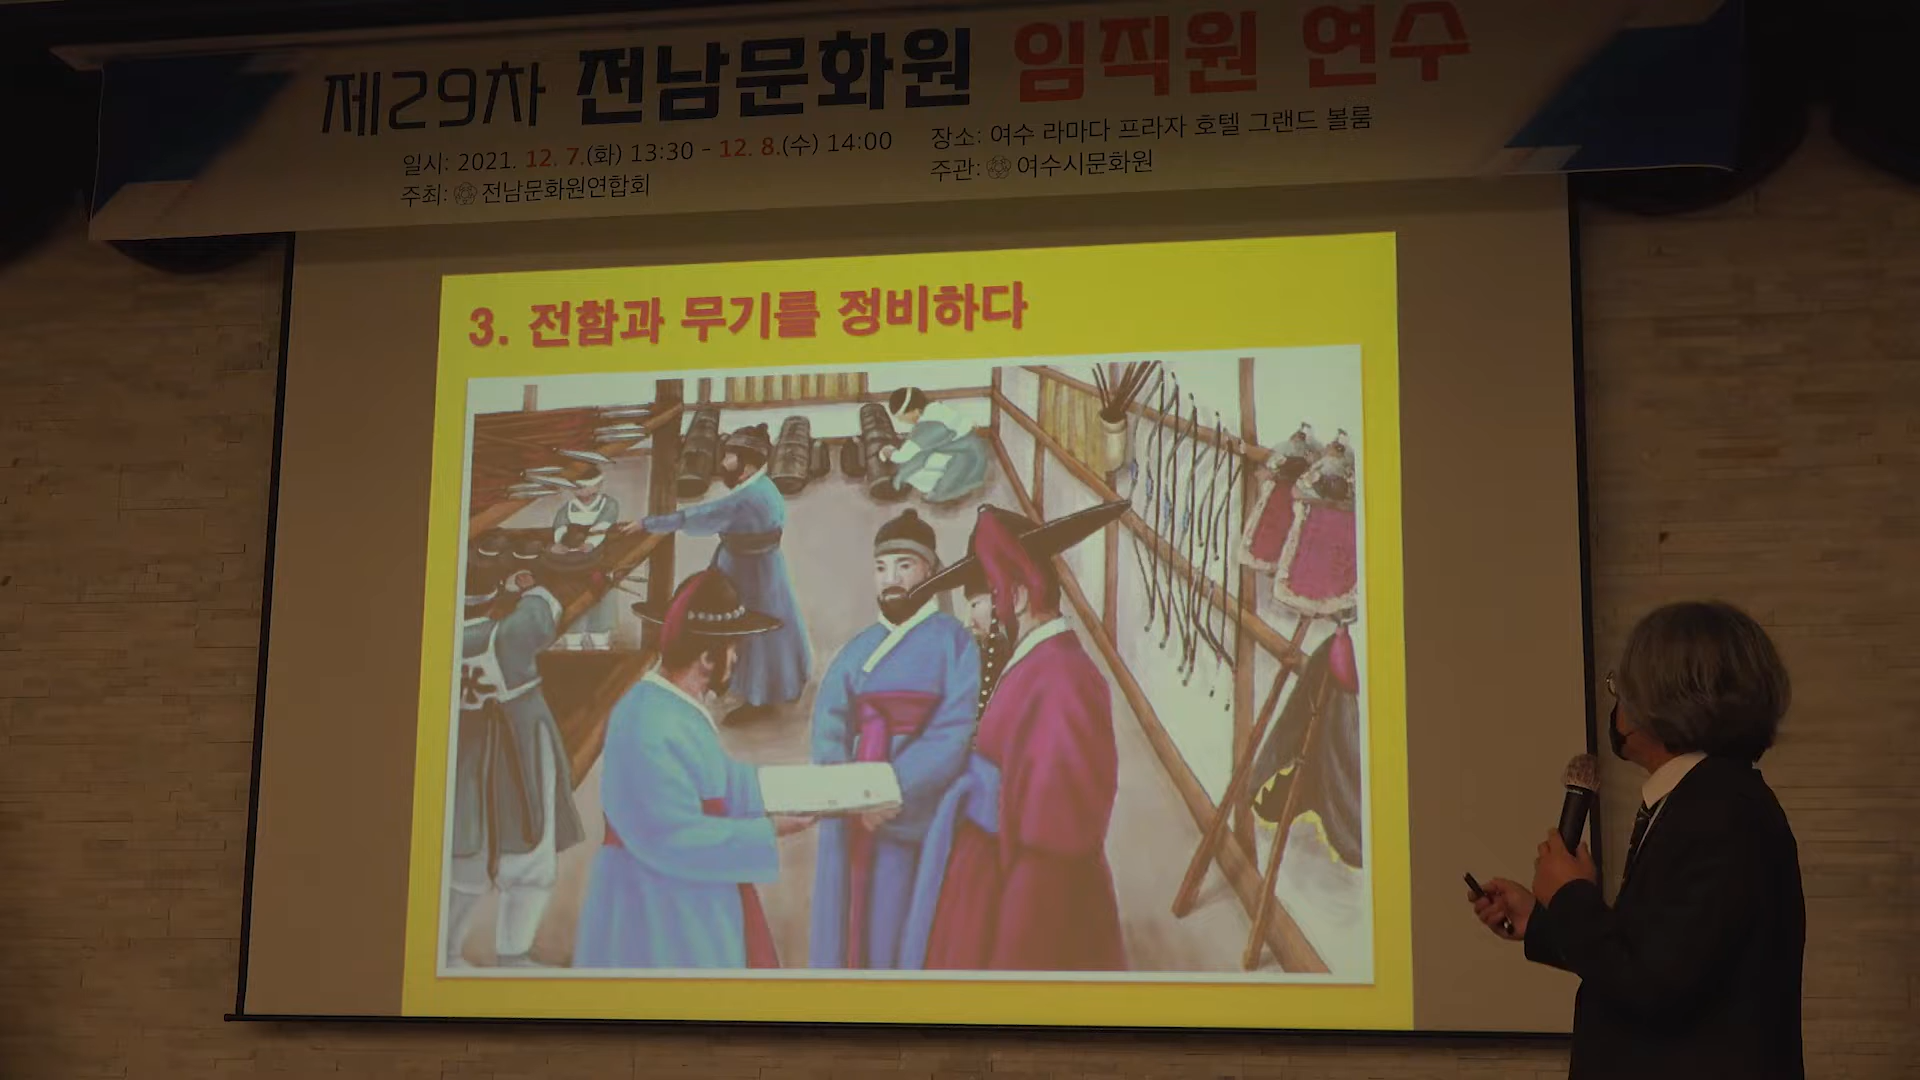 제29차 전남문화원 임직원 연수
일시: 2021. 12. 7.(화) 13:30 - 12. 8.(수) 14:00
장소: 여수 라마다 프라자 호텔 그랜드 볼룸
주최: 전남문화원연합회
주관: 여수시문화원
3. 전함과 무기를 정비하다